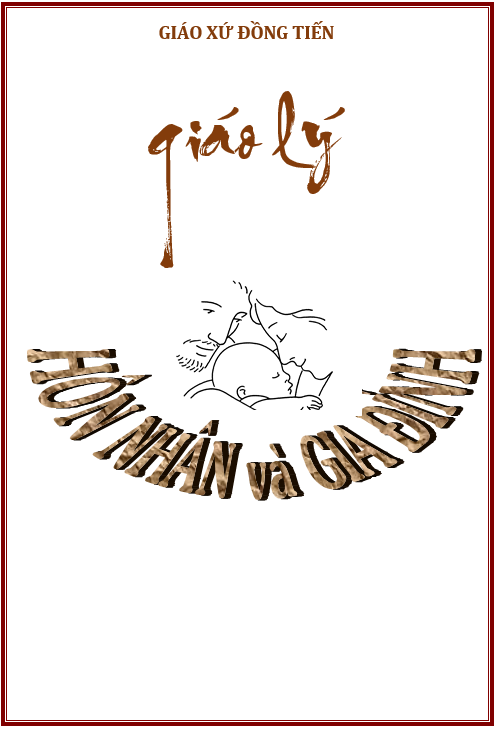 GIÁO XỨ ĐỒNG TIẾN
giáo lý
HÔN NHÂN và GIA ĐÌNH